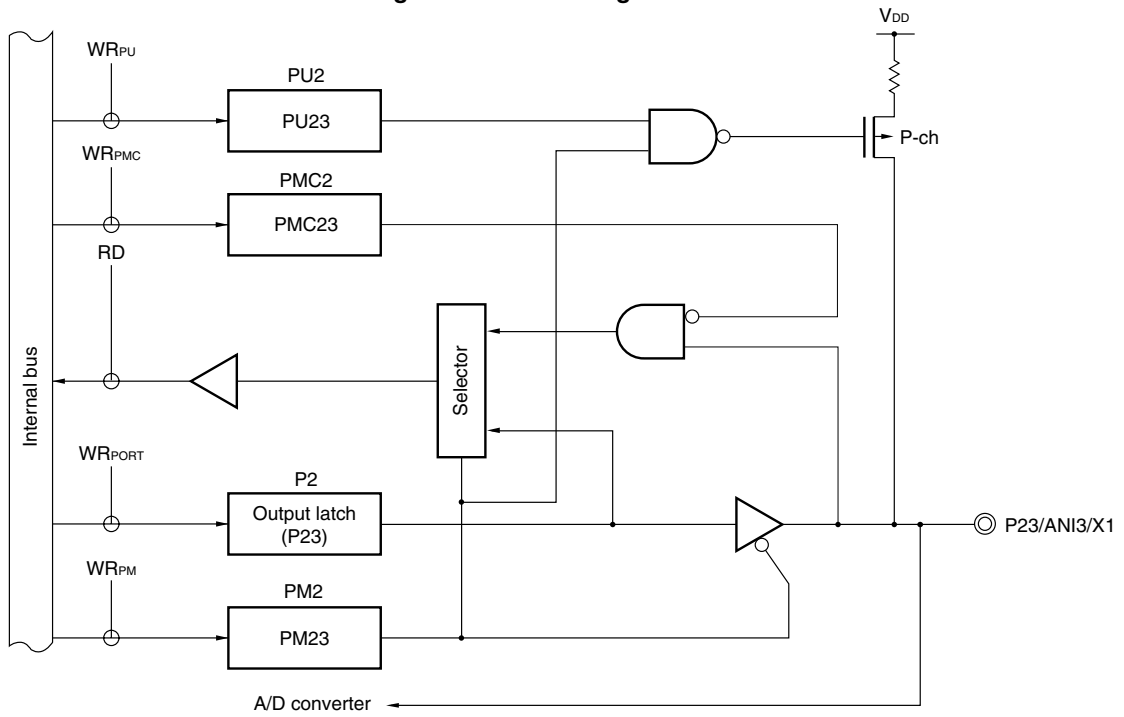 VDD
WRPU
PU2
PU23
P-ch
WRPMC
PMC2
PMC23
RD
Selector
Internal bus
WRPORT
P2
Output latch
(P23)
P23/ANI3/X1
WRPM
PM2
PM23
A/D converter